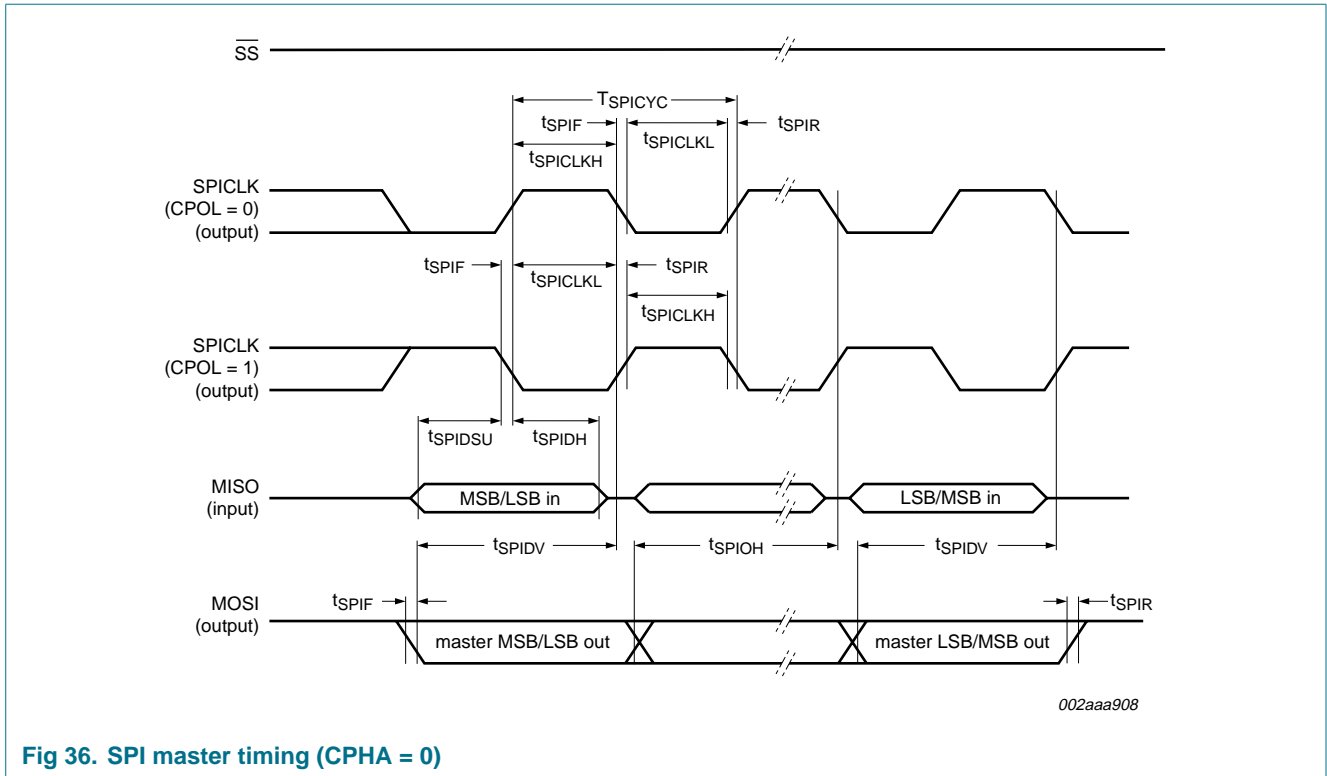 SS
TSPICYC
tSPIF
tSPICLKL
tSPIR
tSPICLKH
SPICLK
(CPOL = 0)
(output)
tSPIF
tSPICLKL
tSPIR
tSPICLKH
SPICLK
(CPOL = 1)
(output)
tSPIDSU
tSPIDH
MISO
(input)
MSB/LSB in
LSB/MSB in
tSPIDV
tSPIOH
tSPIDV
MOSI
(output)
tSPIF
tSPIR
master MSB/LSB out
master LSB/MSB out
002aaa908
Fig 36. SPI master timing (CPHA = 0)